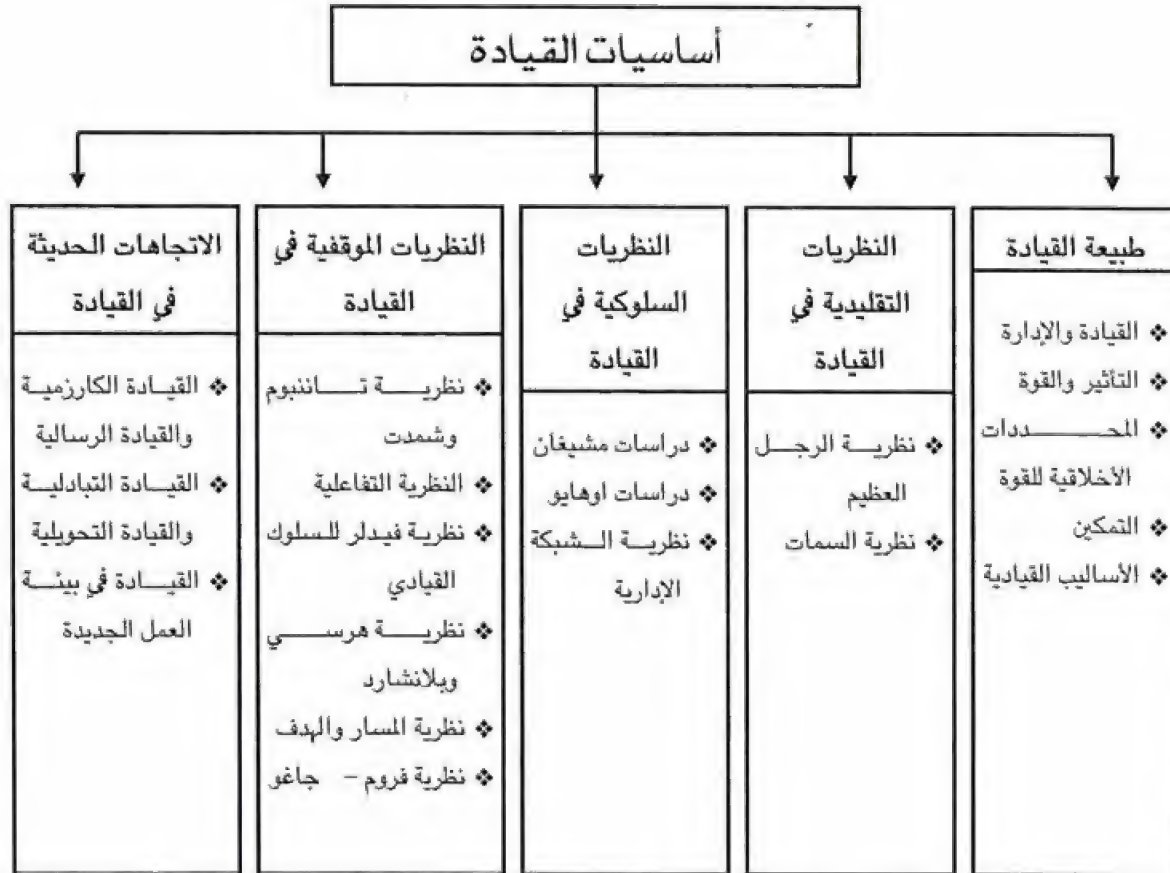 أساسيات القيادة
طبيعة القيادة
❖ القيادة والإدارة
❖ التأثير والقوة
❖ المحددات
الأخلاقية للقوة
❖ التمكين
❖ الأساليب القيادية
النظريات
التقليدية في
القيادة
❖ نظرية الرجل
العظيم
❖ نظرية السمات
النظريات
السلوكية في
القيادة
❖ دراسات مشيغان
❖ دراسات اوهايو
❖ نظرية الشبكة
الإدارية
النظريات الموقفية في
القيادة
❖ نظرية تاننبوم
وشمدت
❖ النظرية التفاعلية
❖ نظرية فيدلر للسلوك
القيادي
❖ نظرية هرسي
وبلانشارد
❖ نظرية المسار والهدف
❖ نظرية فروم – جاغو
الاتجاهات الحديثة
في القيادة
❖ القيادة الكارزمية
والقيادة الرسالية
❖ القيادة التبادلية
والقيادة التحويلية
❖ القيادة في بيئة
العمل الجديدة